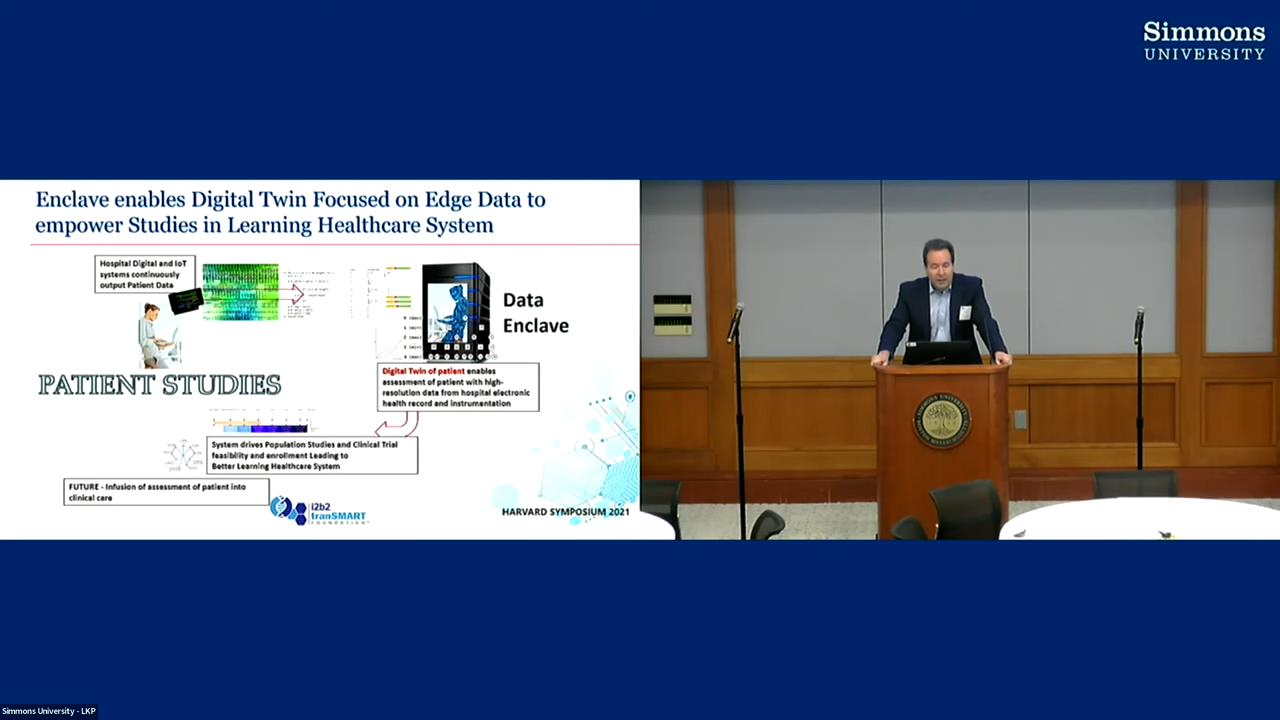 Simmons
UNIVERSITY
Enclave enables Digital Twin Focused on Edge Data to
empower Studies in Learning Healthcare System
Hospital Digital and IoT
systems continuously
output Patient Data
Data
Enclave
PATIENT STUDIES
Digital Twin of patient enables
assessment of patient with high-
resolution data from hospital electronic
health record and instrumentation
System drives Population Studies and Clinical Trial
feasibility and enrollment Leading to
Better Learning Healthcare System
FUTURE - Infusion of assessment of patient into
clinical care
i2b2
tranSMART
FOUNDATION
HARVARD SYMPOSIUM 2021
Simmons University - LKP